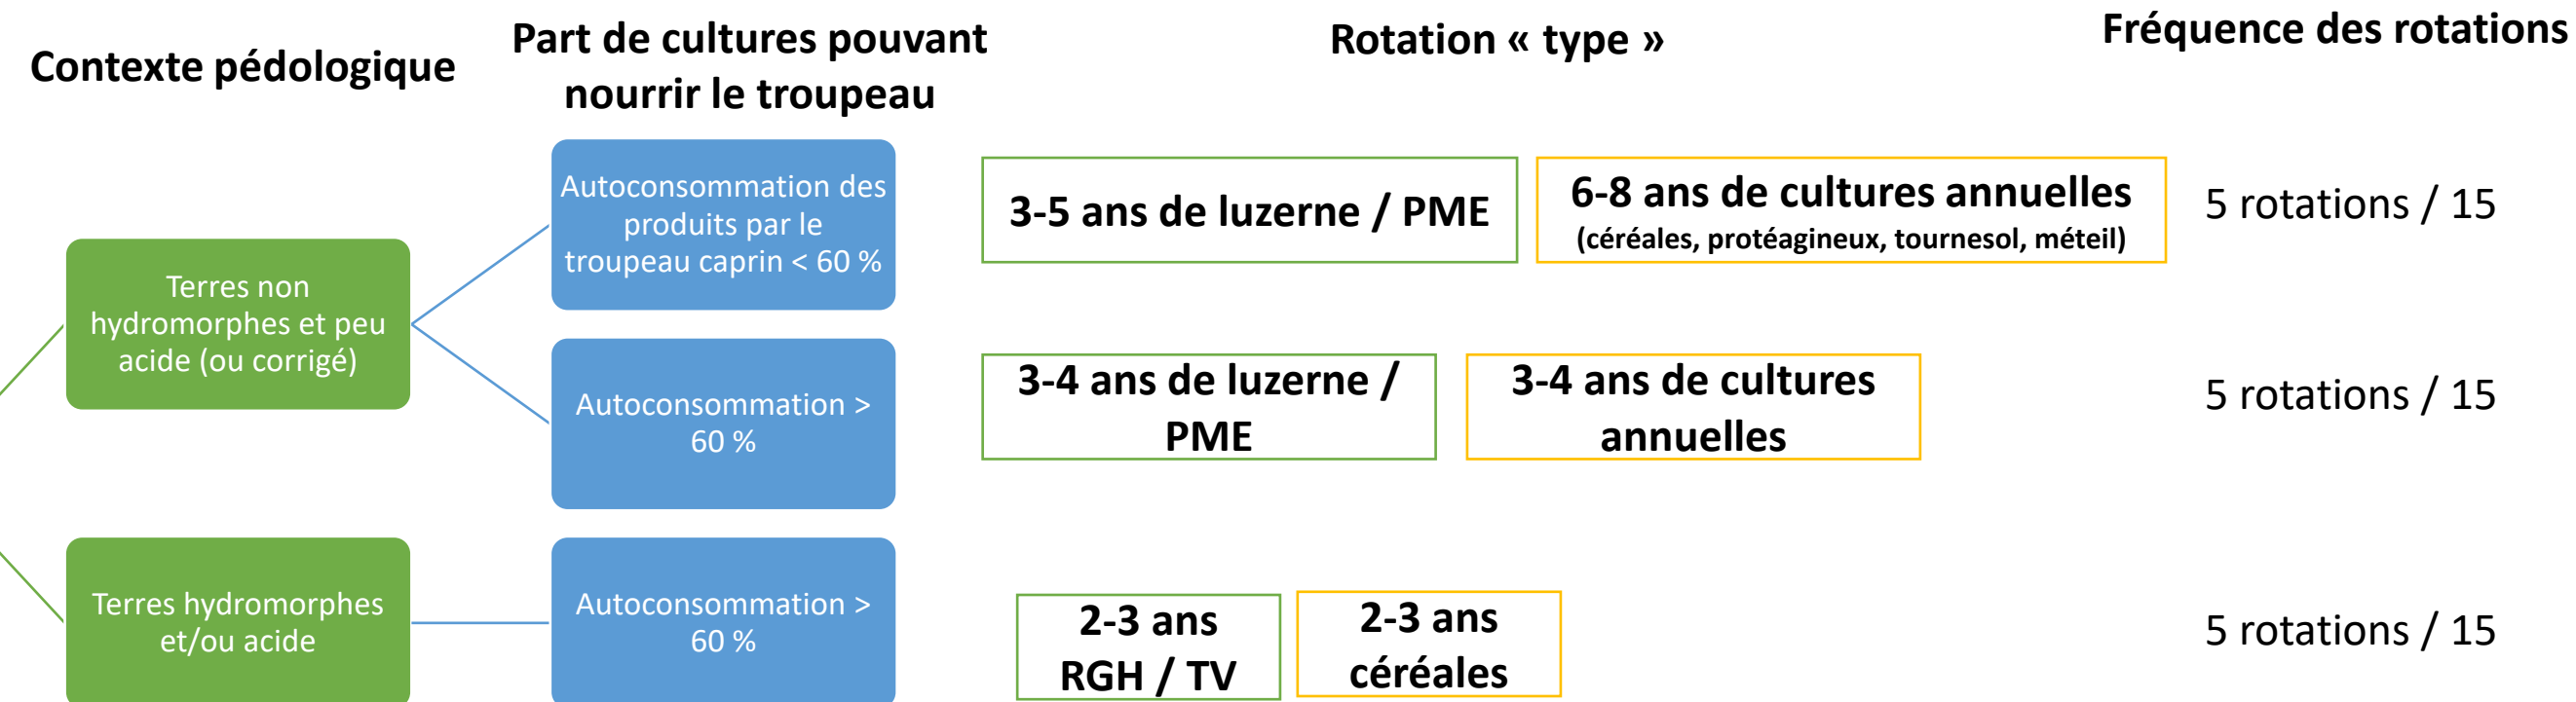 Contexte pédologique
Part de cultures pouvant
nourrir le troupeau
Rotation « type »
Fréquence des rotations
Terres non
hydromorphes et peu
acide (ou corrigé)
Autoconsommation des
produits par le
troupeau caprin < 60 %
3-5 ans de luzerne / PME
6-8 ans de cultures annuelles
(céréales, protéagineux, tournesol, méteil)
5 rotations / 15
Autoconsommation >
60 %
3-4 ans de luzerne /
PME
3-4 ans de cultures
annuelles
5 rotations / 15
Terres hydromorphes
et/ou acide
Autoconsommation >
60 %
2-3 ans
RGH / TV
2-3 ans
céréales
5 rotations / 15